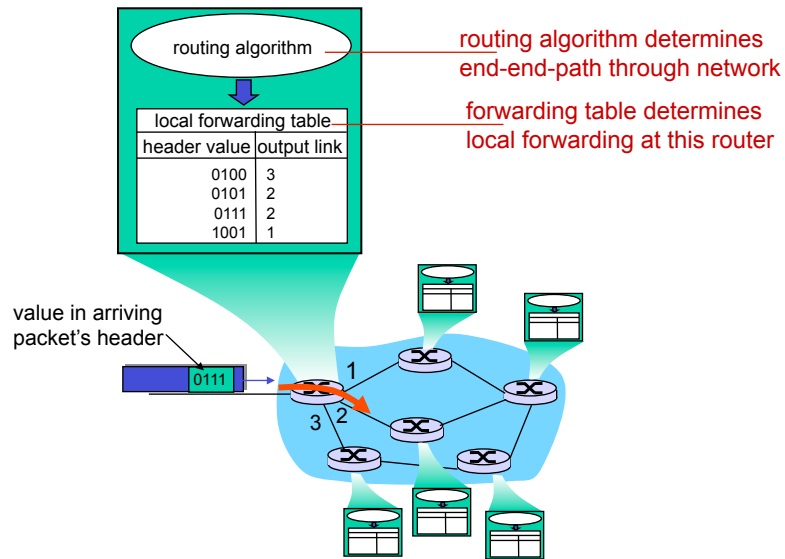 routing algorithm
routing algorithm determines
end-end-path through network
local forwarding table
header value output link
0100 3
0101 2
0111 2
1001 1
forwarding table determines
local forwarding at this router
value in arriving
packet's header
0111
1
2
3